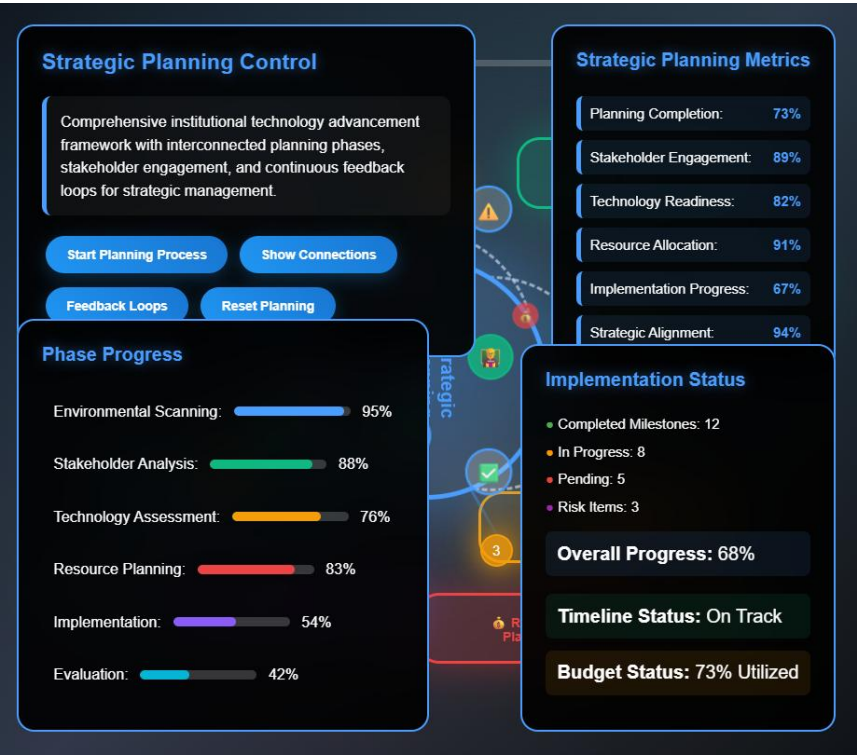 Strategic Planning Control
Comprehensive institutional technology advancement
framework with interconnected planning phases,
stakeholder engagement, and continuous feedback
loops for strategic management.
Start Planning Process
Show Connections
Feedback Loops
Reset Planning
Strategic Planning Metrics
Planning Completion: 73%
Stakeholder Engagement: 89%
Technology Readiness: 82%
Resource Allocation: 91%
Implementation Progress: 67%
Strategic Alignment: 94%
Phase Progress
Environmental Scanning: 95%
Stakeholder Analysis: 88%
Technology Assessment: 76%
Resource Planning: 83%
Implementation: 54%
Evaluation: 42%
3
Implementation Status
Completed Milestones: 12
In Progress: 8
Pending: 5
Risk Items: 3
Overall Progress: 68%
Timeline Status: On Track
Budget Status: 73% Utilized